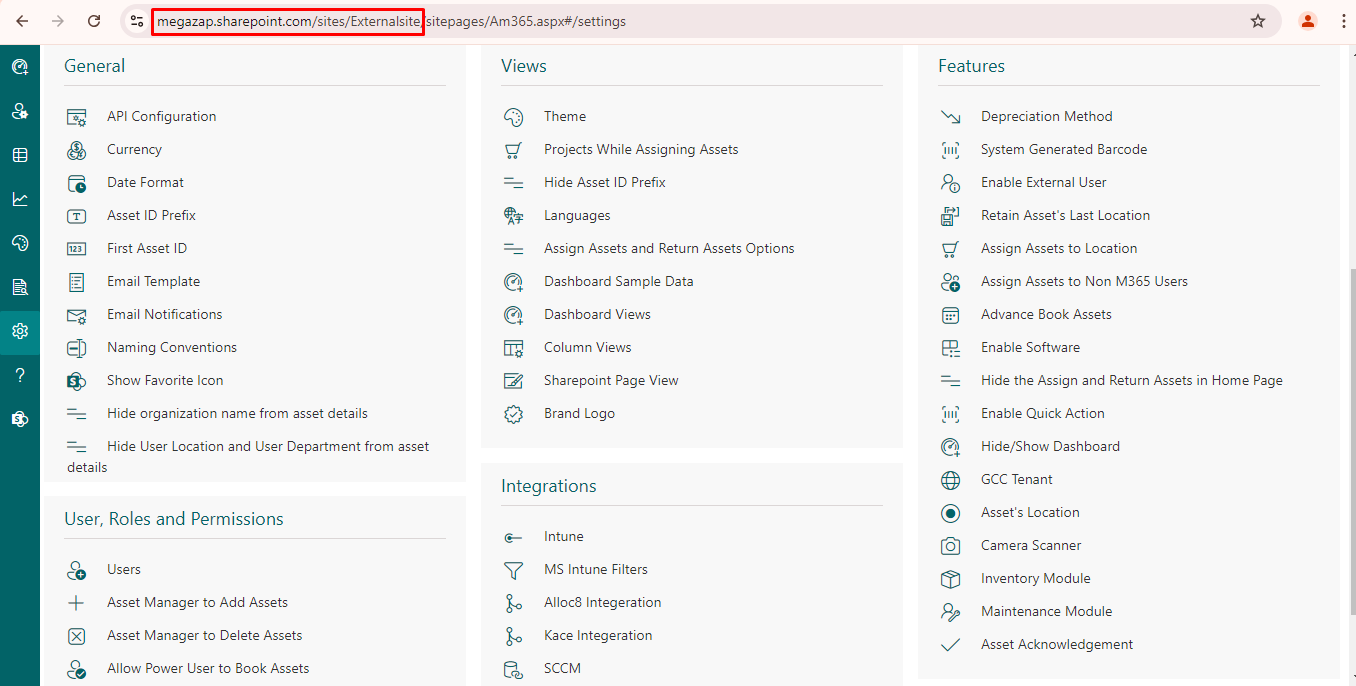 megazap.sharepoint.com/sites/Externalsite/sitepages/Am365.aspx#/settings
General
API Configuration
Currency
Date Format
T
Asset ID Prefix
123
First Asset ID
Email Template
Email Notifications
Naming Conventions
S
Show Favorite Icon
Hide organization name from asset details
Hide User Location and User Department from asset
details
User, Roles and Permissions
Users
Asset Manager to Add Assets
Asset Manager to Delete Assets
Allow Power User to Book Assets
Views
Theme
Projects While Assigning Assets
Hide Asset ID Prefix
Languages
Assign Assets and Return Assets Options
Dashboard Sample Data
Dashboard Views
Column Views
Sharepoint Page View
Brand Logo
Integrations
Intune
MS Intune Filters
Alloc8 Integeration
Kace Integeration
SCCM
Features
Depreciation Method
System Generated Barcode
Enable External User
Retain Asset's Last Location
Assign Assets to Location
Assign Assets to Non M365 Users
Advance Book Assets
Enable Software
Hide the Assign and Return Assets in Home Page
Enable Quick Action
Hide/Show Dashboard
GCC Tenant
Asset's Location
Camera Scanner
Inventory Module
Maintenance Module
Asset Acknowledgement